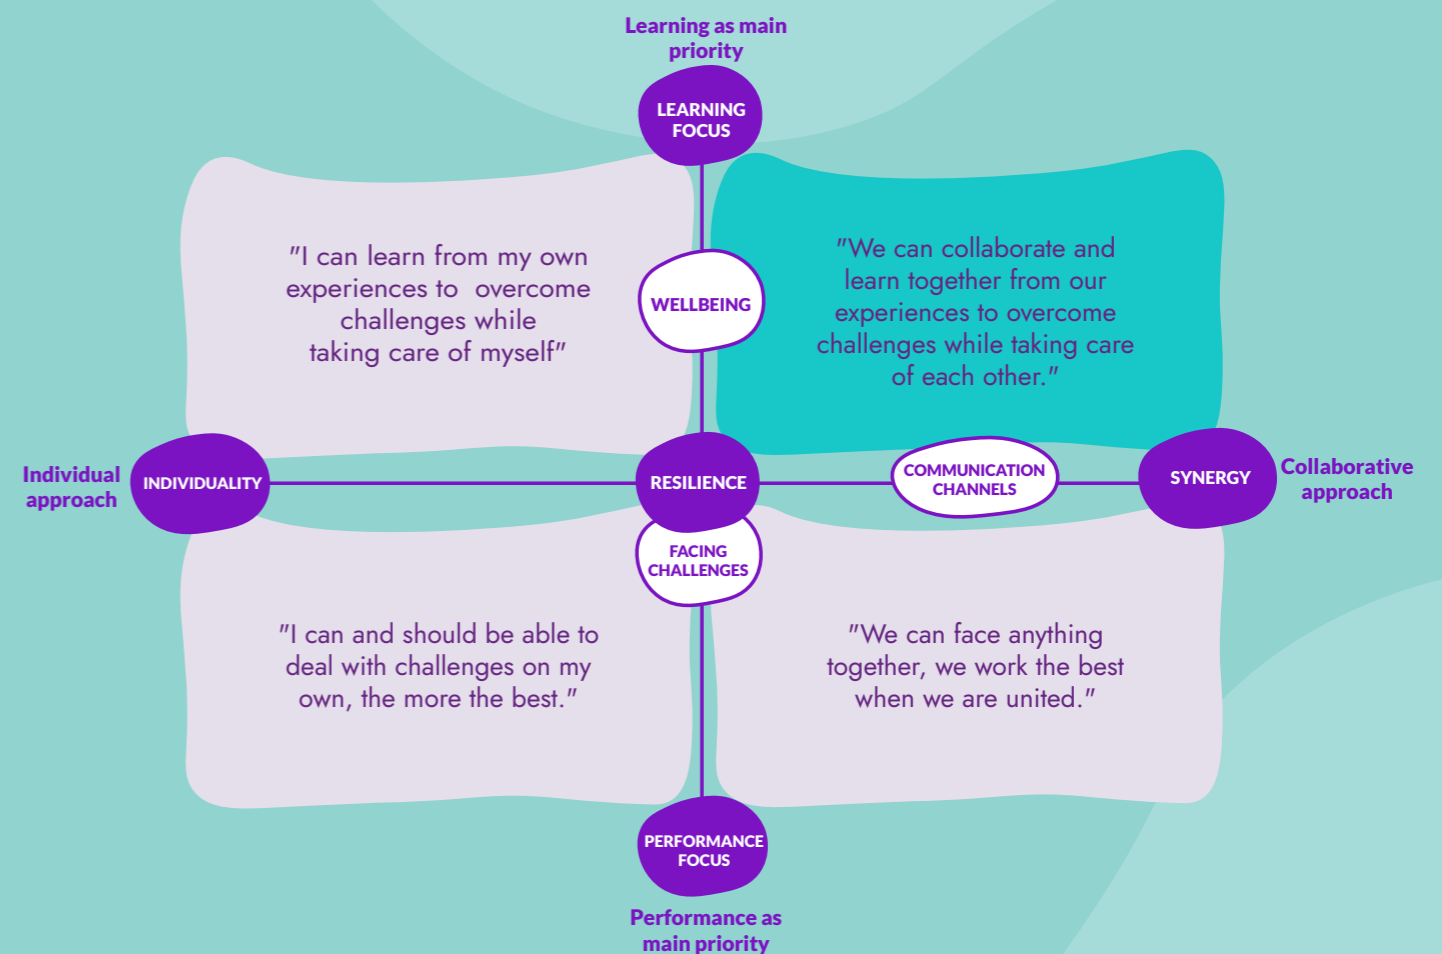 Learning as main
priority
LEARNING
FOCUS
"I can learn from my own
experiences to  overcome
challenges while
taking care of myself"
WELLBEING
"We can collaborate and
learn together from our
experiences to overcome
challenges while taking care
of each other."
Individual
approach
INDIVIDUALITY
RESILIENCE
COMMUNICATION
CHANNELS
SYNERGY
Collaborative
approach
FACING
CHALLENGES
"I can and should be able to
deal with challenges on my
own, the more the best."
"We can face anything
together, we work the best
when we are united."
PERFORMANCE
FOCUS
Performance as
main priority